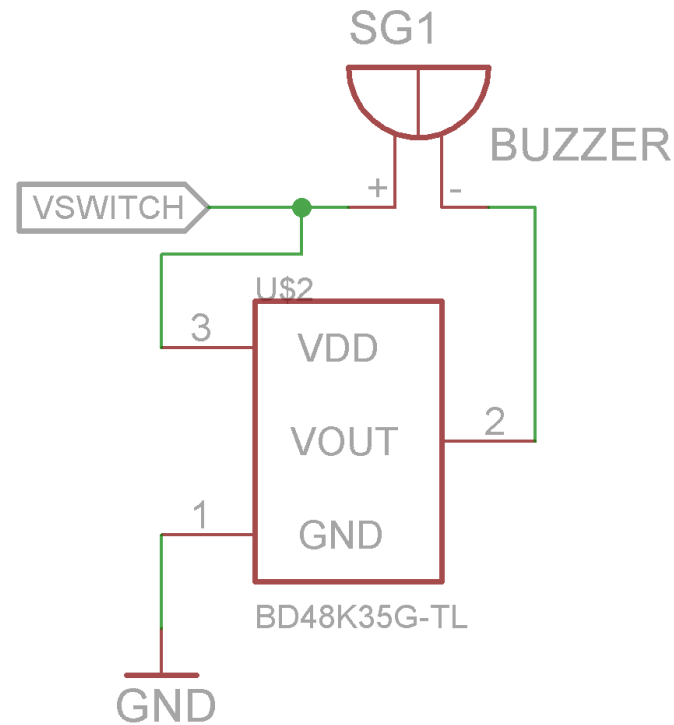 SG1
BUZZER
+ -
VSWITCH
U$2
3 VDD
VOUT 2
1 GND
BD48K35G-TL
GND